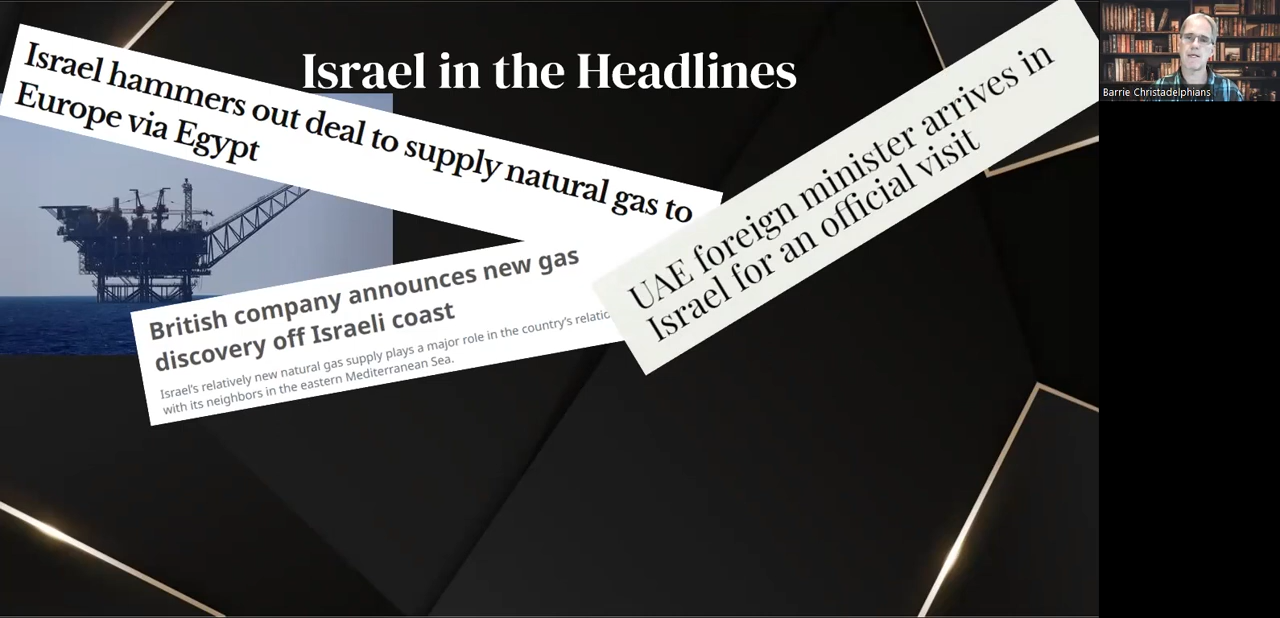 Israel in the Headlines
Israel hammers out deal to supply natural gas to
Europe via Egypt
British company announces new gas
discovery off Israeli coast
Israel's relatively new natural gas supply plays a major role in the country's
with its neighbors in the eastern Mediterranean Sea.
UAE foreign minister arrives in
Israel for an official visit
Barrie Christadelphians